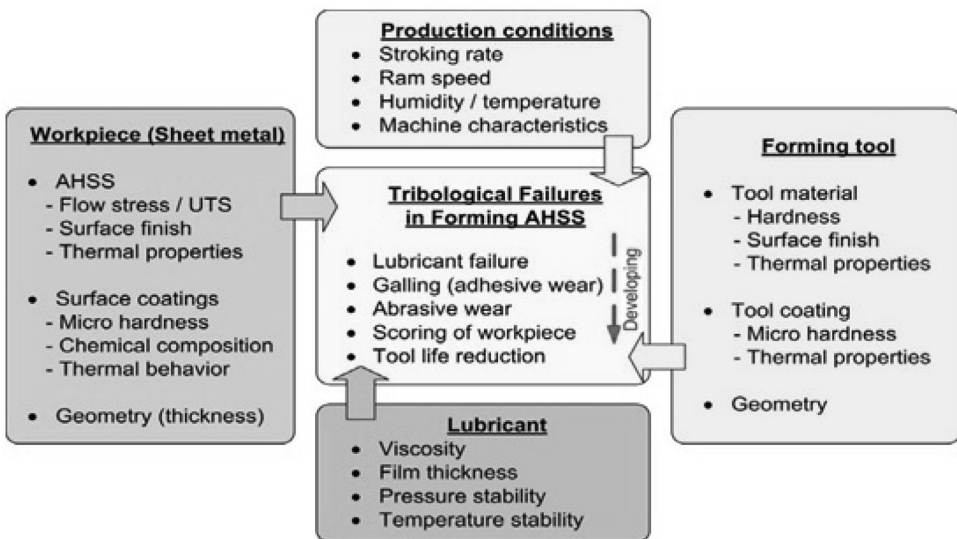 Production conditions
• Stroking rate
• Ram speed
• Humidity / temperature
• Machine characteristics
Workpiece (Sheet metal)
• AHSS
- Flow stress / UTS
- Surface finish
- Thermal properties
• Surface coatings
- Micro hardness
- Chemical composition
- Thermal behavior
• Geometry (thickness)
Tribological Failures
in Forming AHSS
• Lubricant failure
• Galling (adhesive wear)
• Abrasive wear
• Scoring of workpiece
• Tool life reduction
Developing
Forming tool
• Tool material
- Hardness
- Surface finish
- Thermal properties
• Tool coating
- Micro hardness
- Thermal properties
• Geometry
Lubricant
• Viscosity
• Film thickness
• Pressure stability
• Temperature stability